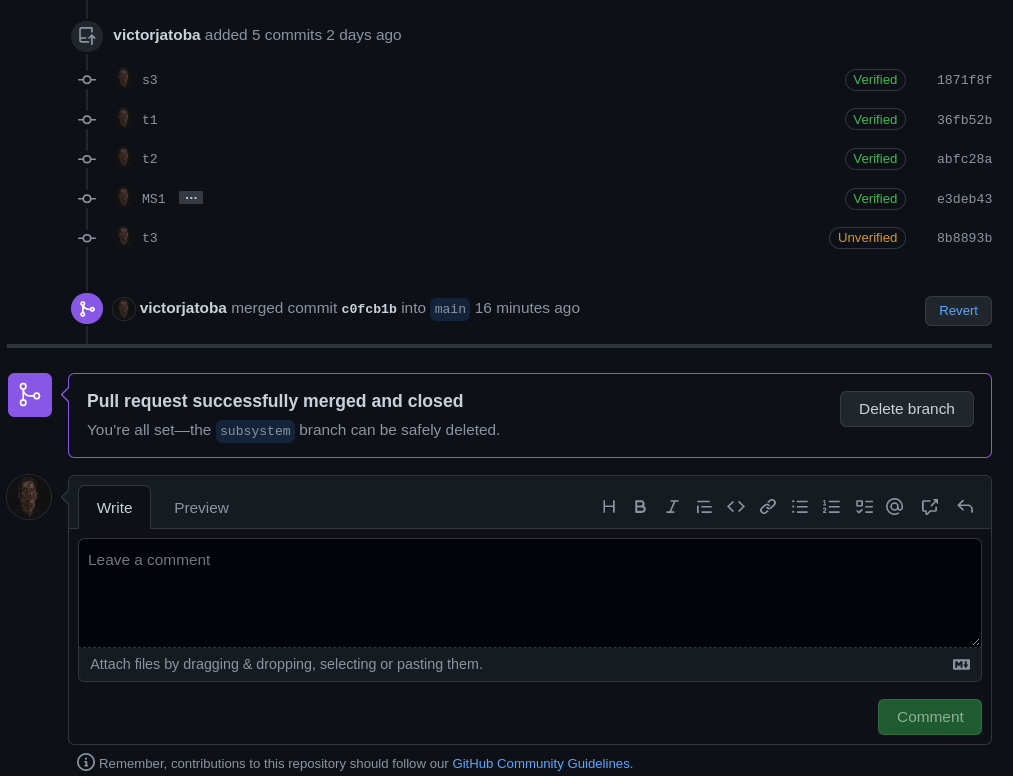 victorjatoba added 5 commits 2 days ago
s3 Verified 1871f8f
t1 Verified 36fb52b
t2 Verified abfc28a
MS1 ... Verified e3deb43
t3 Unverified 8b8893b
victorjatoba merged commit c0fcb1b into main 16 minutes ago Revert
Pull request successfully merged and closed
You’re all set—the subsystem branch can be safely deleted.
Delete branch
Write Preview
Leave a comment
Attach files by dragging & dropping, selecting or pasting them.
Comment
Remember, contributions to this repository should follow our GitHub Community Guidelines.